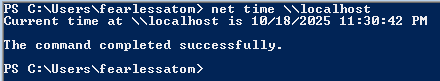 PS C:\Users\fearlessatom> net time \\localhost
Current time at \\localhost is 10/18/2025 11:30:42 PM

The command completed successfully.

PS C:\Users\fearlessatom>